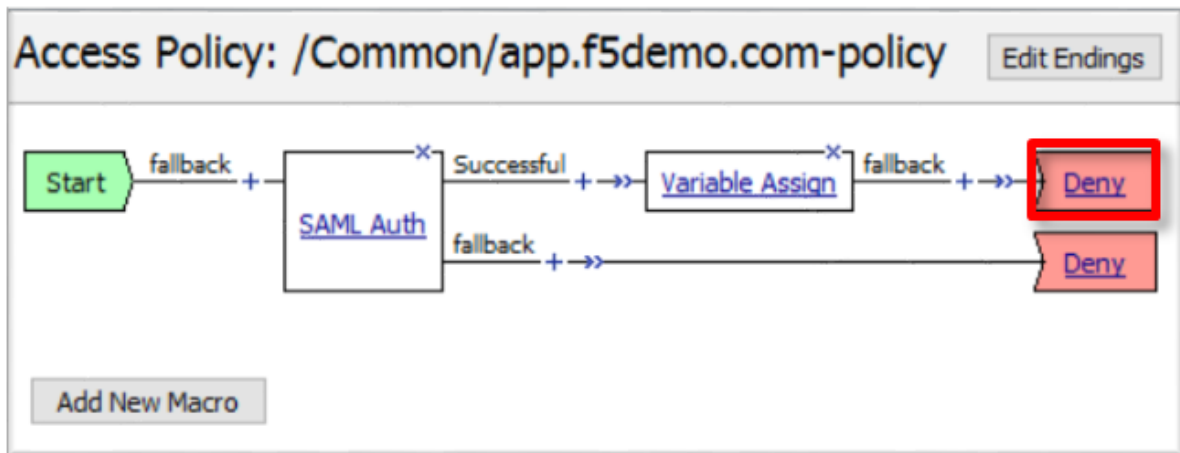 Access Policy: /Common/app.f5demo.com-policy
Edit Endings
Start
fallback
+
SAML Auth
×
Successful
+
Variable Assign
×
fallback
+
Deny
fallback
+
Deny
Add New Macro